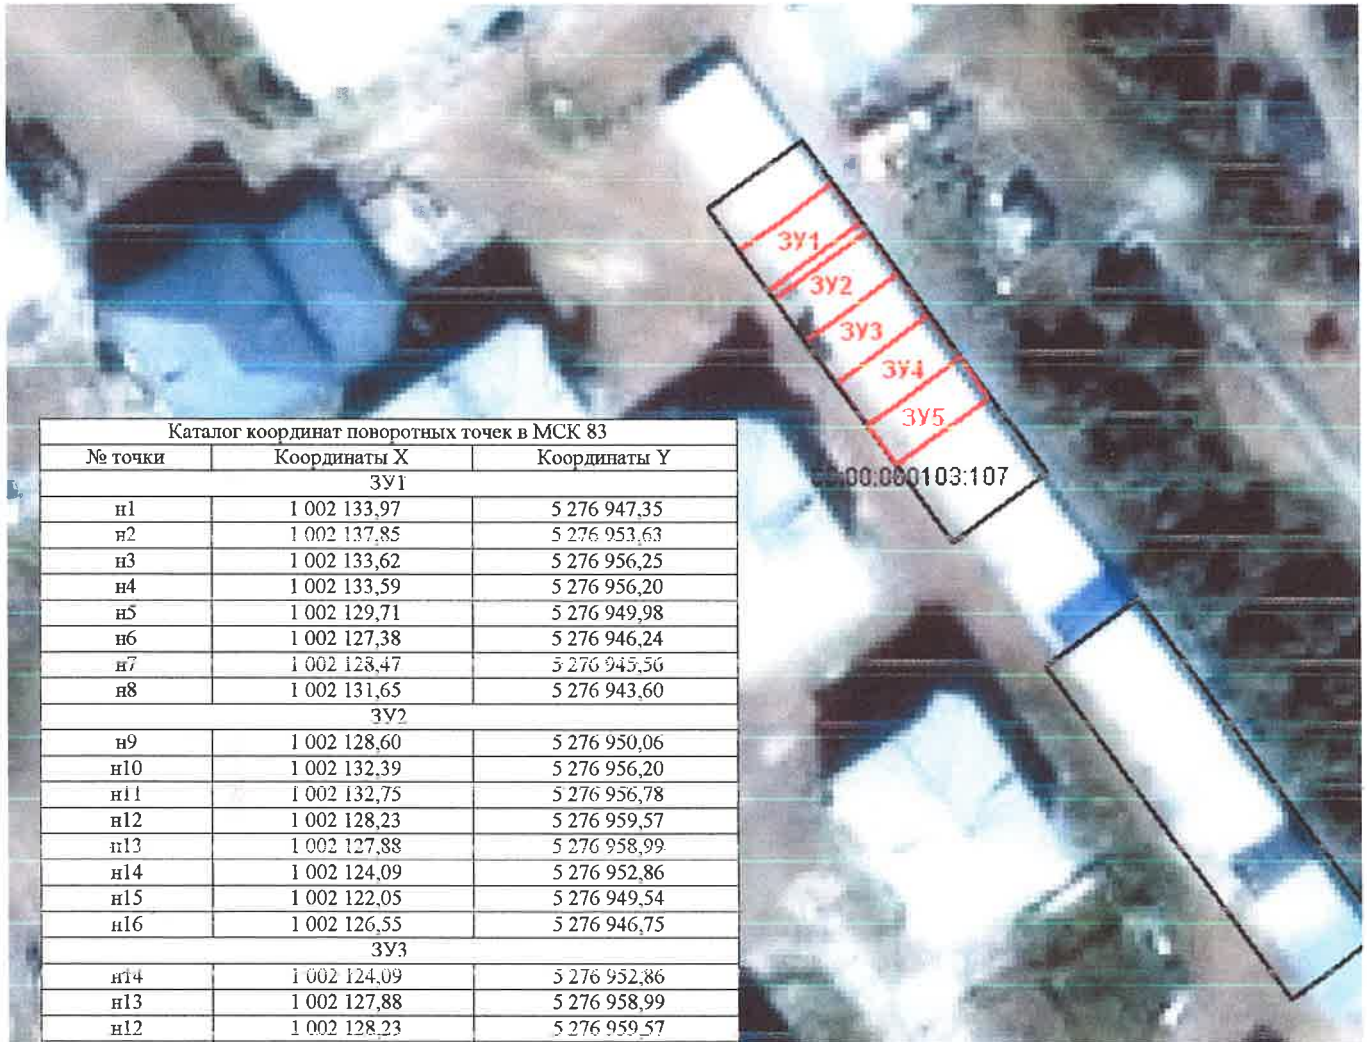 ЗУ1
ЗУ2
ЗУ3
ЗУ4
ЗУ5
103:107
Каталог координат поворотных точек в МСК 83
№ точки Координаты X Координаты Y
ЗУ1
н1 1 002 133,97 5 276 947,35
н2 1 002 137,85 5 276 953,63
н3 1 002 133,62 5 276 956,25
н4 1 002 133,59 5 276 956,20
н5 1 002 129,71 5 276 949,98
н6 1 002 127,38 5 276 946,24
н7 1 002 128,47 5 276 945,56
н8 1 002 131,65 5 276 943,60
ЗУ2
н9 1 002 128,60 5 276 950,06
н10 1 002 132,39 5 276 956,20
н11 1 002 132,75 5 276 956,78
н12 1 002 128,23 5 276 959,57
н13 1 002 127,88 5 276 958,99
н14 1 002 124,09 5 276 952,86
н15 1 002 122,05 5 276 949,54
н16 1 002 126,55 5 276 946,75
ЗУ3
н14 1 002 124,09 5 276 952,86
н13 1 002 127,88 5 276 958,99
н12 1 002 128,23 5 276 959,57